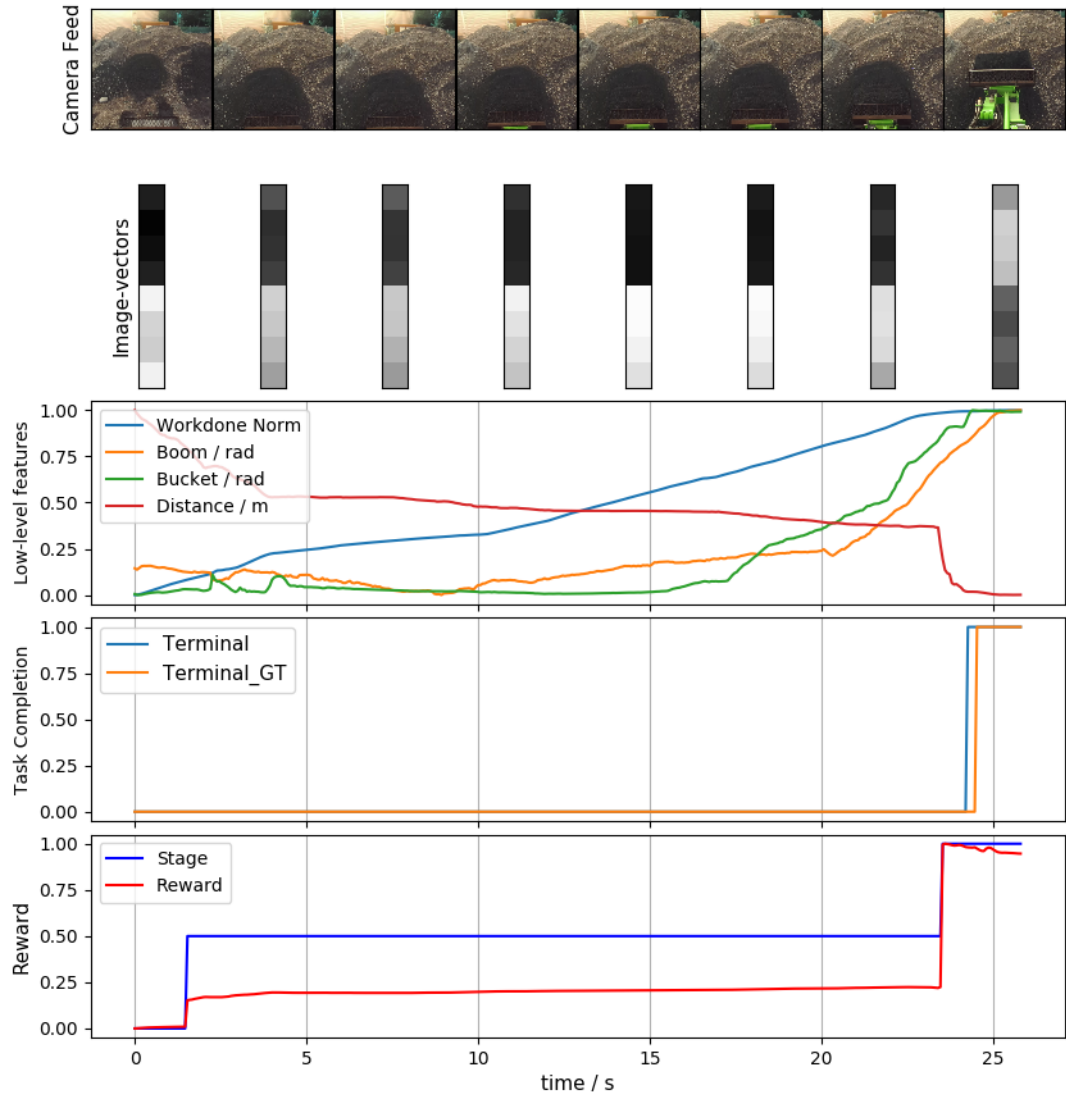 Camera Feed
Image-vectors
Low-level features
1.00
0.75
0.50
0.25
0.00
Workdone Norm
Boom / rad
Bucket / rad
Distance / m
Task Completion
1.00
0.75
0.50
0.25
0.00
Terminal
Terminal_GT
Reward
1.00
0.75
0.50
0.25
0.00
Stage
Reward
0 5 10 15 20 25
time / s